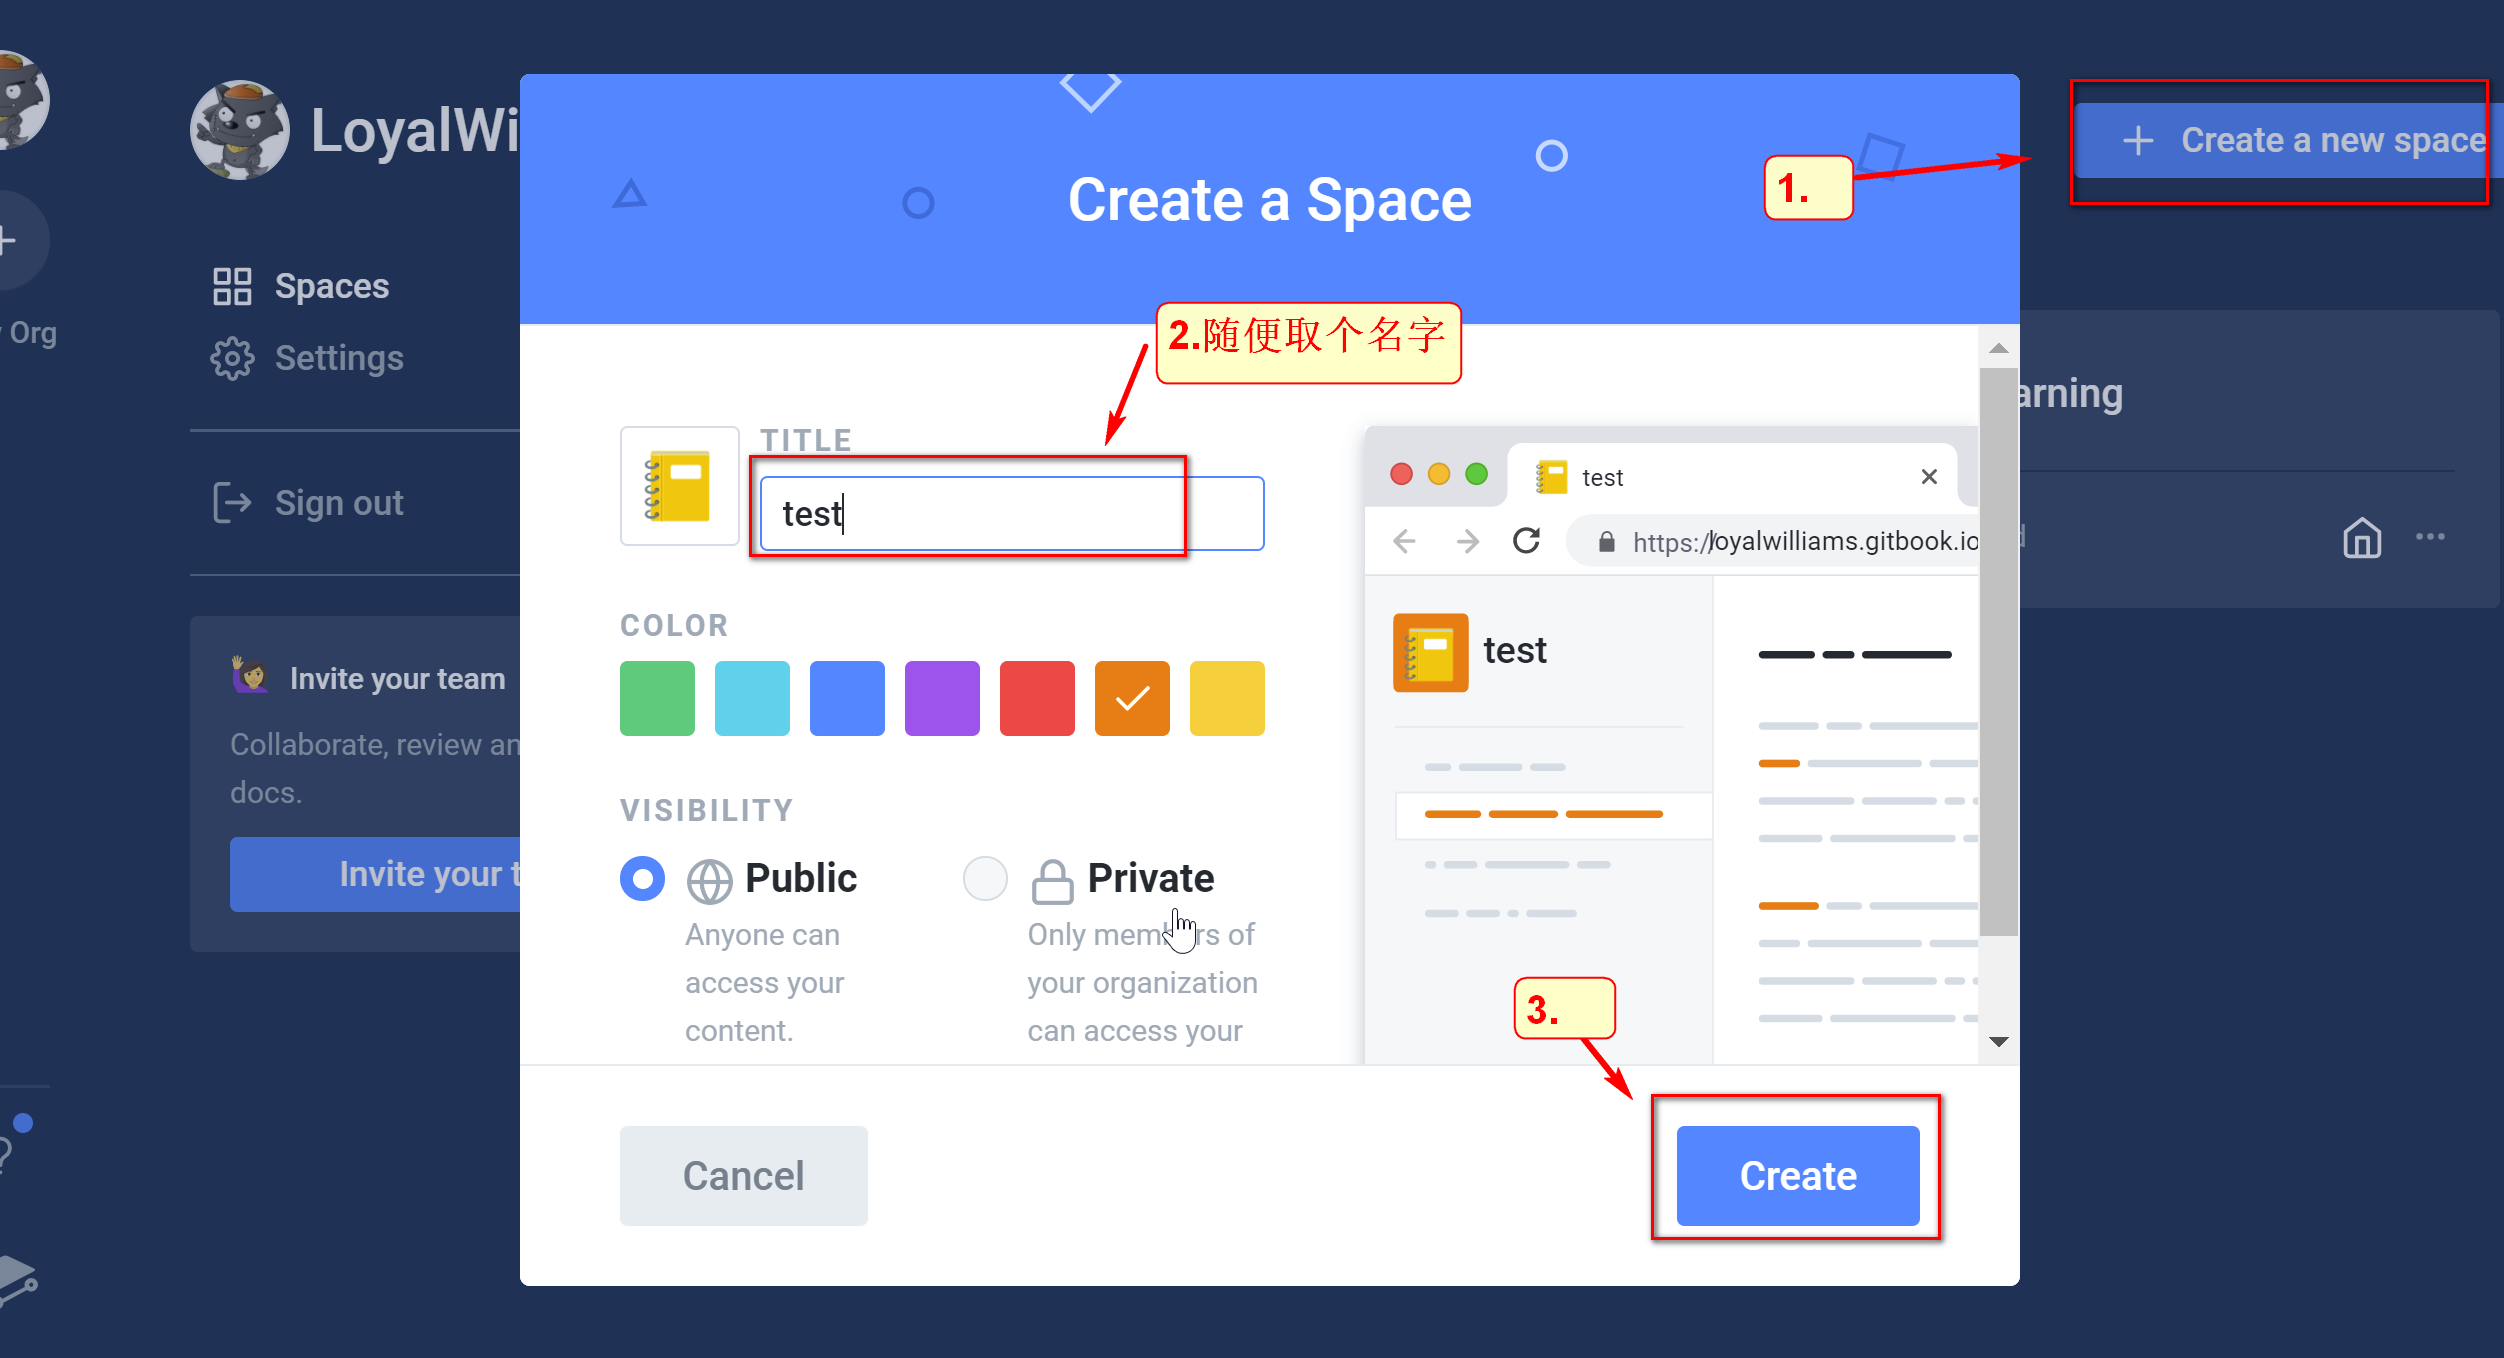 LoyalWi
Org
Spaces
Settings
Sign out
Invite your team
Collaborate, review an
docs.
Invite your t
Create a Space
1.
Create a new space
2.随便取个名字
TITLE
test
COLOR
VISIBILITY
Public
Anyone can
access your
content.
Private
Only mem rs of
your organization
can access your
test
https://loyalwilliams.gitbook.io
test
arning
d
3.
Cancel
Create